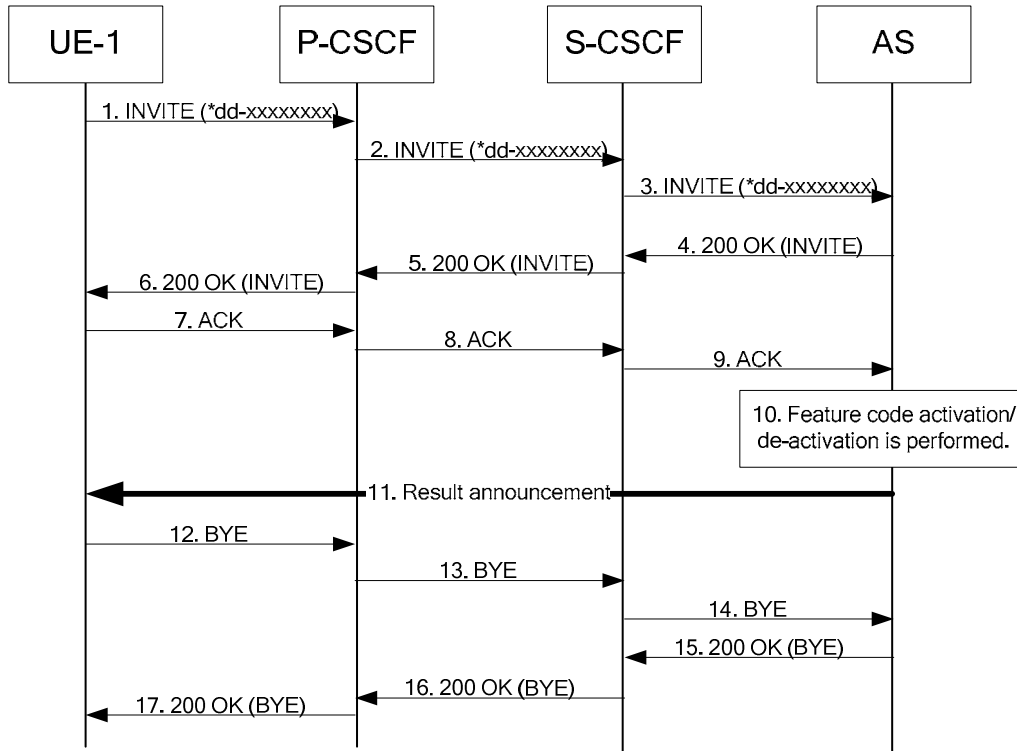 UE-1
P-CSCF
S-CSCF
AS
1. INVITE (*dd-xxxxxxxx)
2. INVITE (*dd-xxxxxxxx)
3. INVITE (*dd-xxxxxxxx)
4. 200 OK (INVITE)
5. 200 OK (INVITE)
6. 200 OK (INVITE)
7. ACK
8. ACK
9. ACK
10. Feature code activation/
de-activation is performed.
11. Result announcement
12. BYE
13. BYE
14. BYE
15. 200 OK (BYE)
16. 200 OK (BYE)
17. 200 OK (BYE)